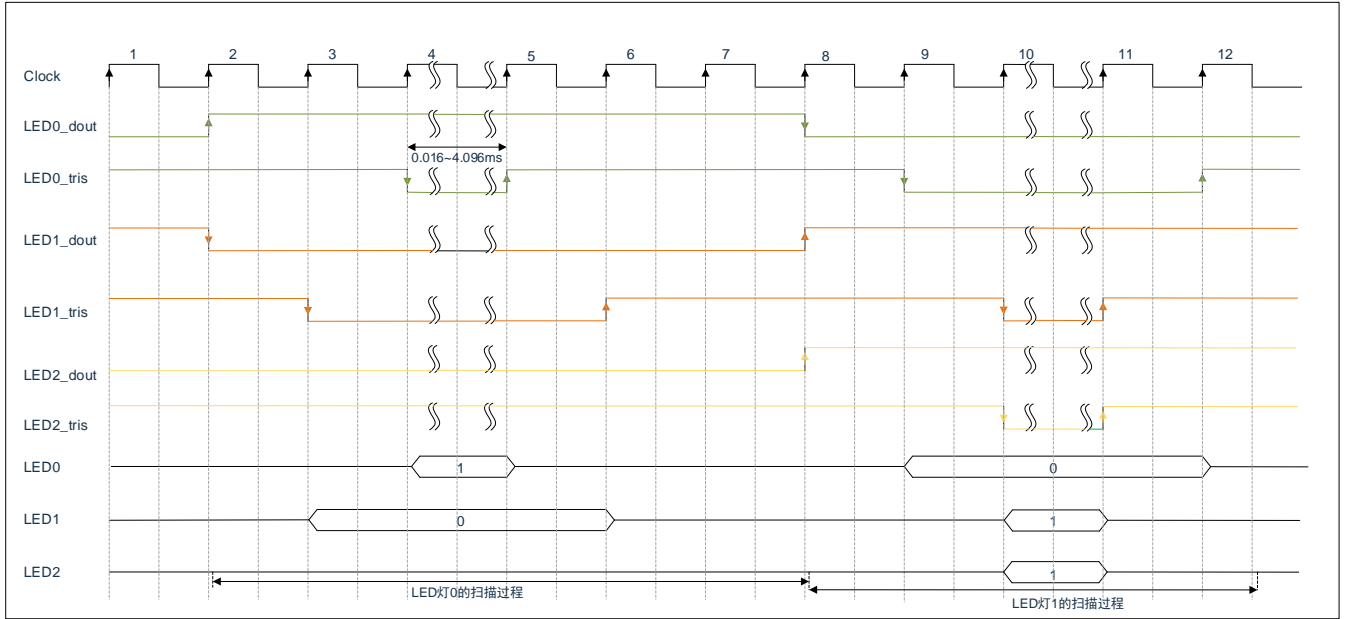 1 2 3 4 5 6 7 8 9 10 11 12
Clock
LED0_dout
0.016~4.096ms
LED0_tris
LED1_dout
LED1_tris
LED2_dout
LED2_tris
LED0 1 0
LED1 0 1
LED2 1
LED灯0的扫描过程
LED灯1的扫描过程